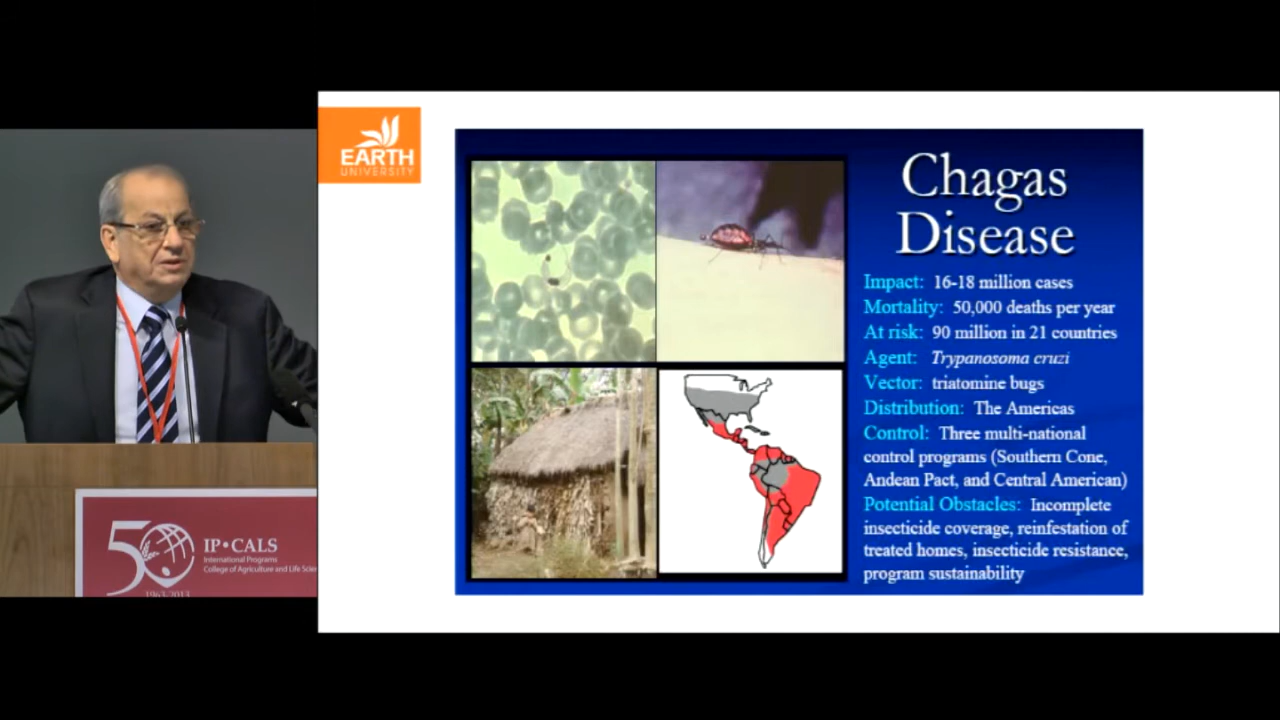 EARTH
UNIVERSITY
Chagas
Disease
Impact: 16-18 million cases
Mortality: 50,000 deaths per year
At risk: 90 million in 21 countries
Agent: Trypanosoma cruzi
Vector: triatomine bugs
Distribution: The Americas
Control: Three multi-national
control programs (Southern Cone,
Andean Pact, and Central American)
Potential Obstacles: Incomplete
insecticide coverage, reinfestation of
treated homes, insecticide resistance,
program sustainability
50
IP•CALS
International Programs
College of Agriculture and Life Scien
1963-2013